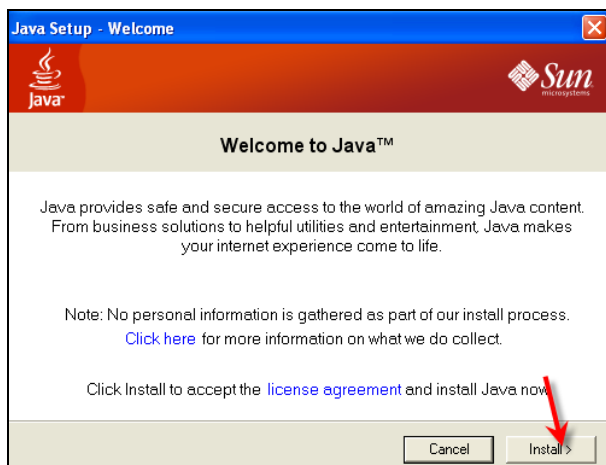 Java Setup - Welcome
Java™
Sun
microsystems
Welcome to Java™
Java provides safe and secure access to the world of amazing Java content.
From business solutions to helpful utilities and entertainment, Java makes
your internet experience come to life.
Note: No personal information is gathered as part of our install process.
Click here for more information on what we do collect.
Click Install to accept the license agreement and install Java now.
Cancel
Install >